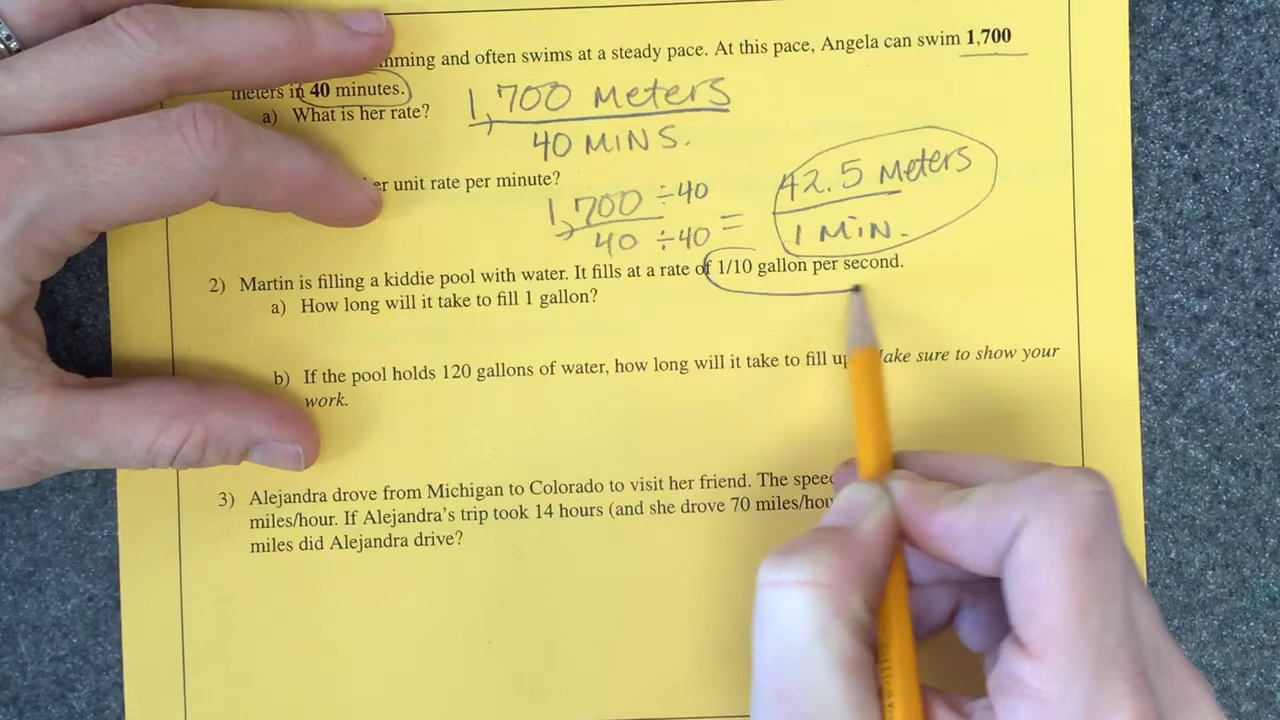 and often swims at a steady pace. At this pace, Angela can swim 1,700
meters in 40 minutes.
a) What is her rate?
1,700 Meters
40 MINS.
unit rate per minute?
1,700 ÷40
40 ÷40
=
42.5 Meters
1 MiN.
2) Martin is filling a kiddie pool with water. It fills at a rate of 1/10 gallon per second.
a) How long will it take to fill 1 gallon?
b) If the pool holds 120 gallons of water, how long will it take to fill up? Make sure to show your
work.
3) Alejandra drove from Michigan to Colorado to visit her friend. The
miles/hour. If Alejandra's trip took 14 hours (and she drove 70
miles did Alejandra drive?